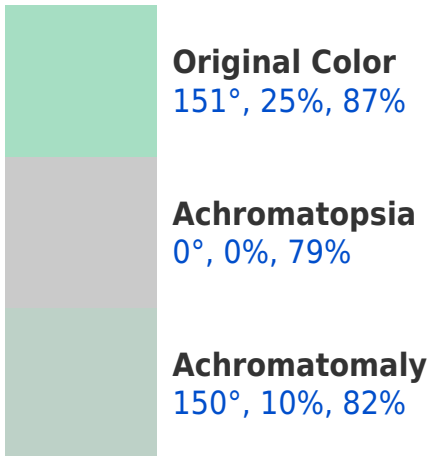 Original Color
151°, 25%, 87%
Achromatopsia
0°, 0%, 79%
Achromatomaly
150°, 10%, 82%